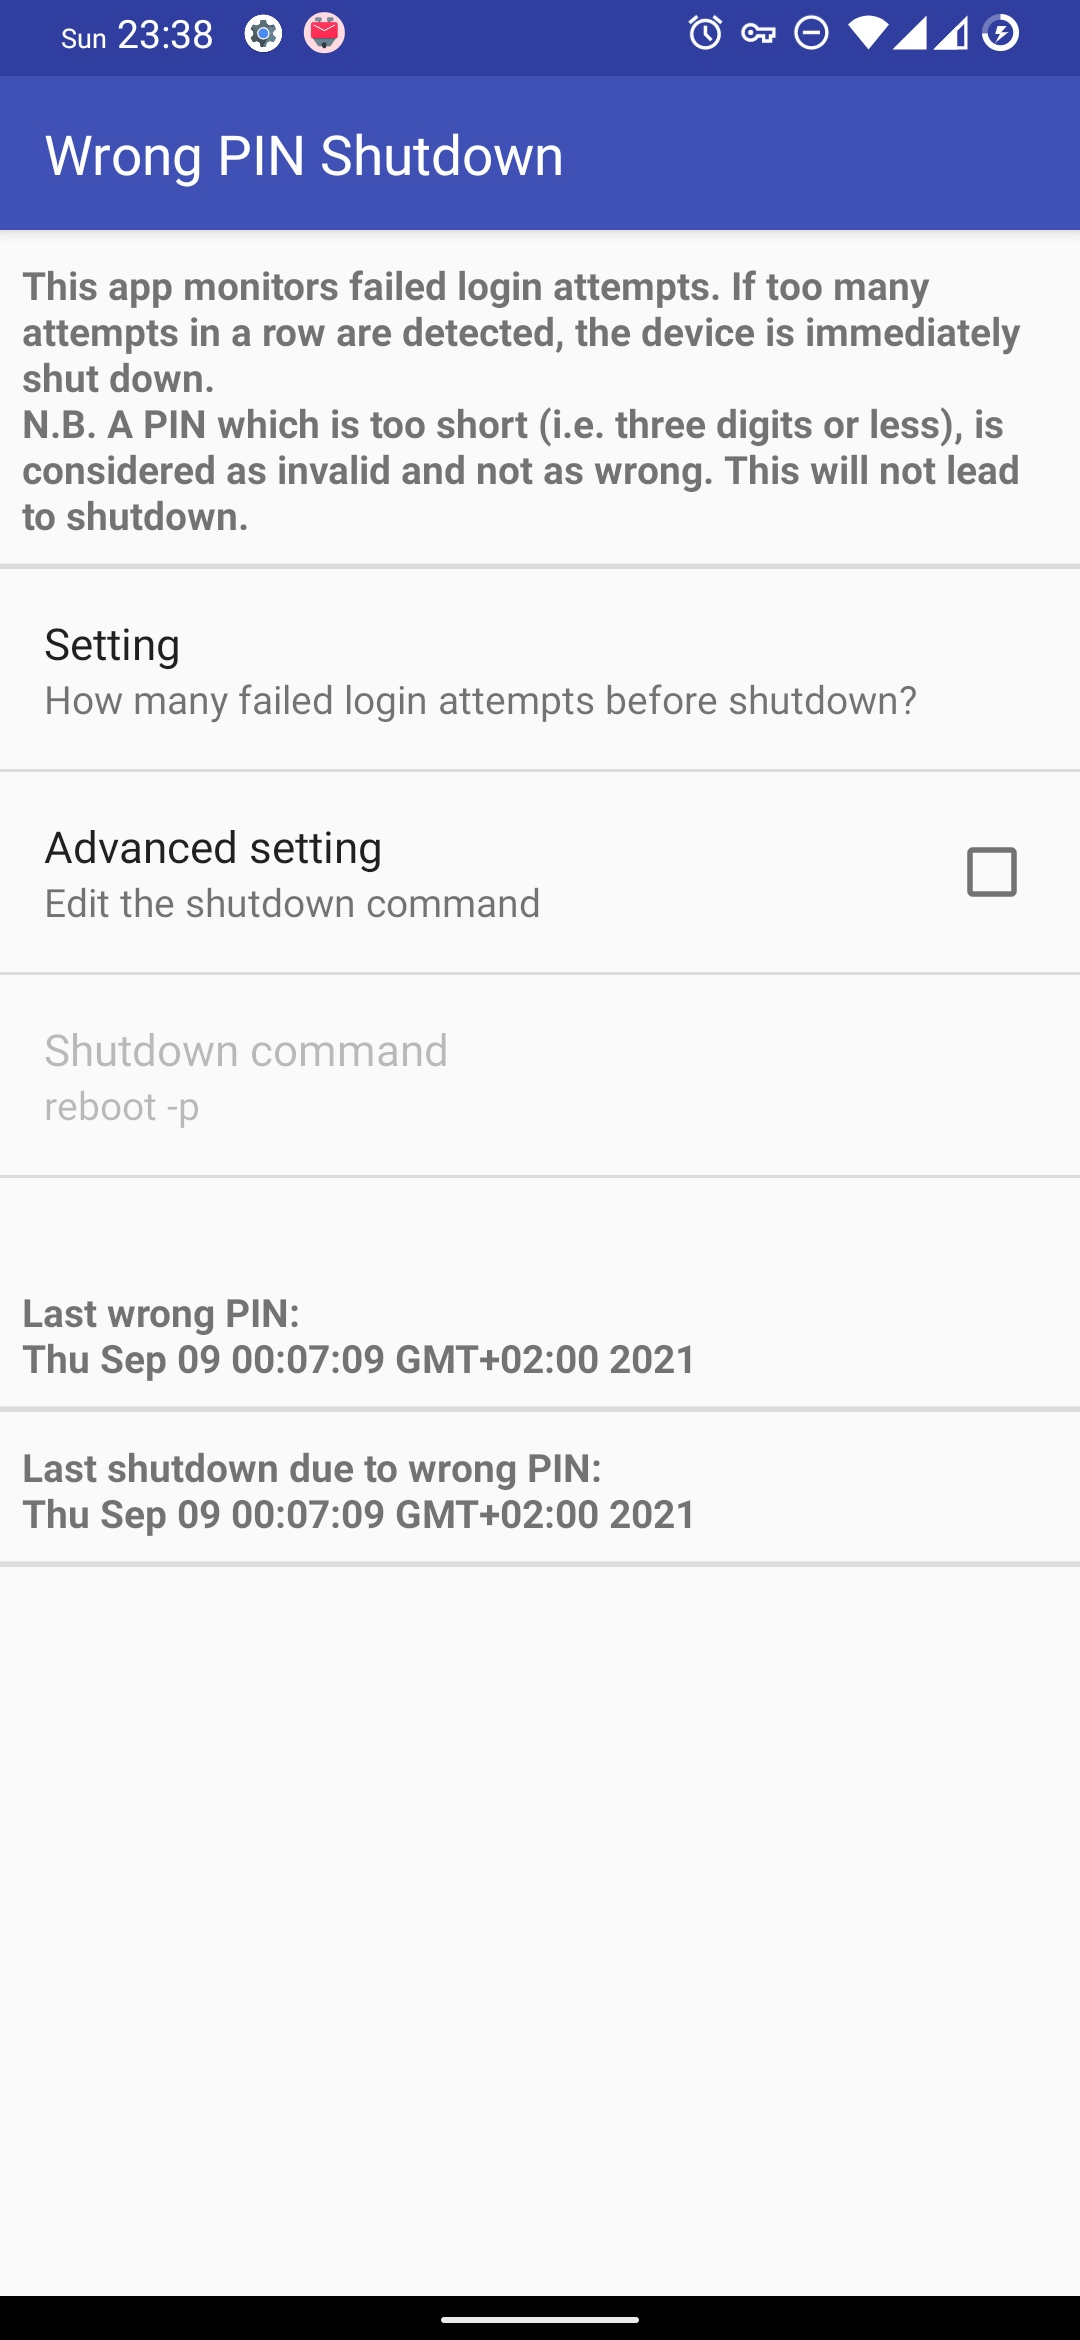 Sun 23:38
Wrong PIN Shutdown
This app monitors failed login attempts. If too many
attempts in a row are detected, the device is immediately
shut down.
N.B. A PIN which is too short (i.e. three digits or less), is
considered as invalid and not as wrong. This will not lead
to shutdown.
Setting
How many failed login attempts before shutdown?
Advanced setting
Edit the shutdown command
Shutdown command
reboot -p
Last wrong PIN:
Thu Sep 09 00:07:09 GMT+02:00 2021
Last shutdown due to wrong PIN:
Thu Sep 09 00:07:09 GMT+02:00 2021